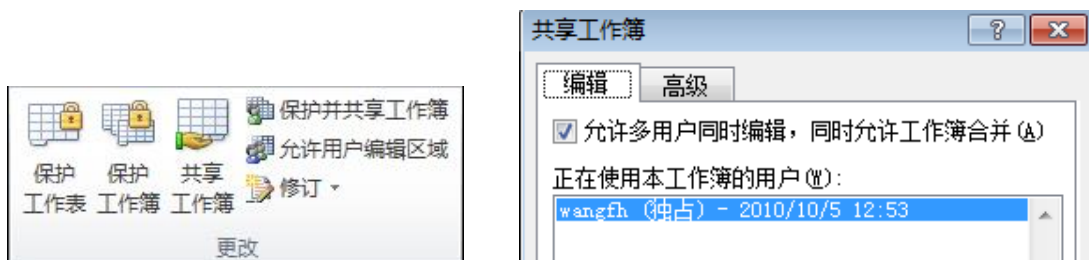 保护
工作表
保护
工作簿
共享
工作簿
保护并共享工作簿
允许用户编辑区域
修订
更改
共享工作簿
编辑
高级
允许多用户同时编辑，同时允许工作簿合并(A)
正在使用本工作簿的用户(W):
wangfh (独占) - 2010/10/5 12:53